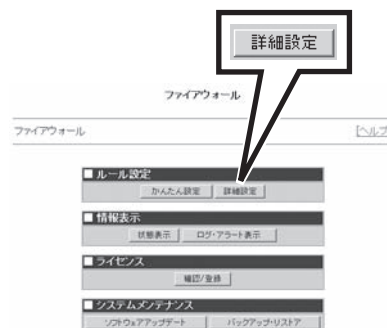 詳細設定
ファイアウォール
ファイアウォール [ヘルプ
■ ルール設定
かんたん設定 詳細設定
■ 情報表示
状態表示 ログ・アラート表示
■ ライセンス
確認/登録
■ システムメンテナンス
ソフトウェアアップデート バックアップ・リストア